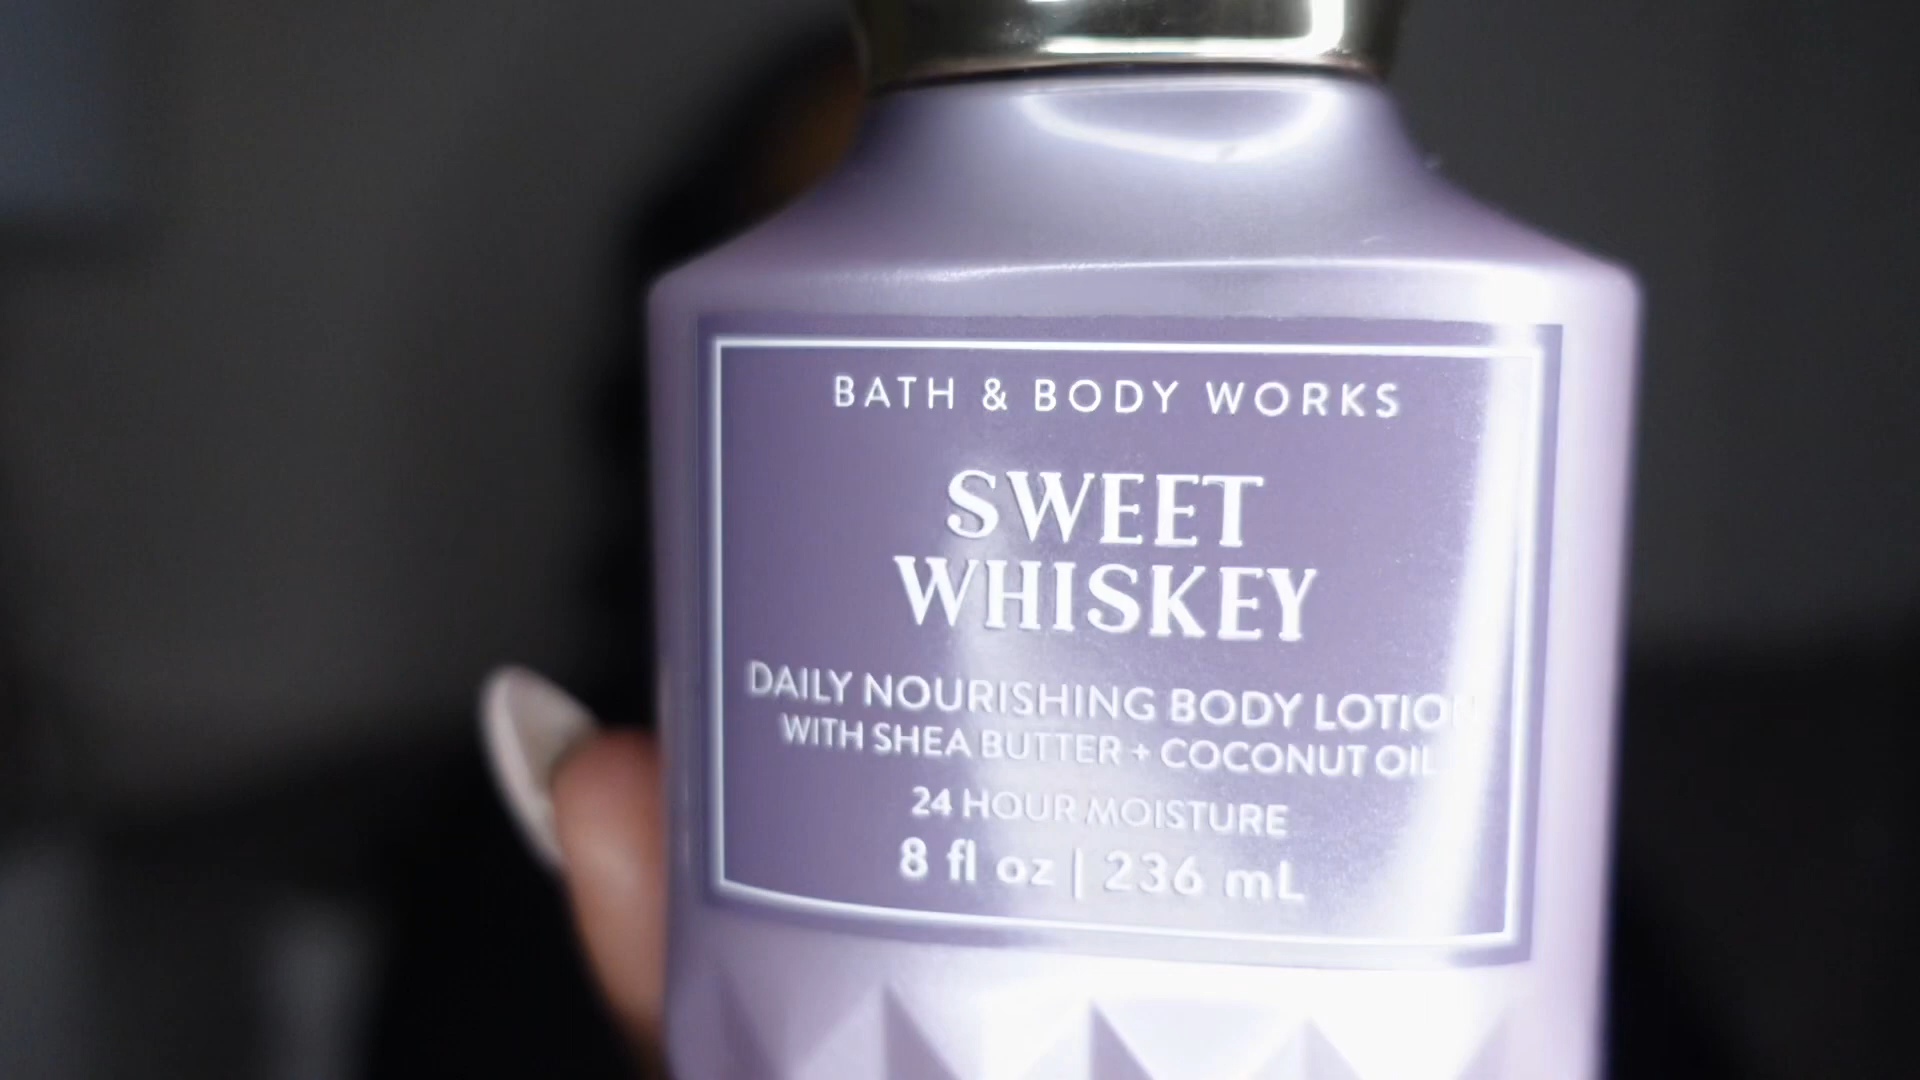 BATH & BODY WORKS
SWEET
WHISKEY
DAILY NOURISHING BODY LOTION
WITH SHEA BUTTER + COCONUT OIL
24 HOUR MOISTURE
8 fl oz | 236 mL